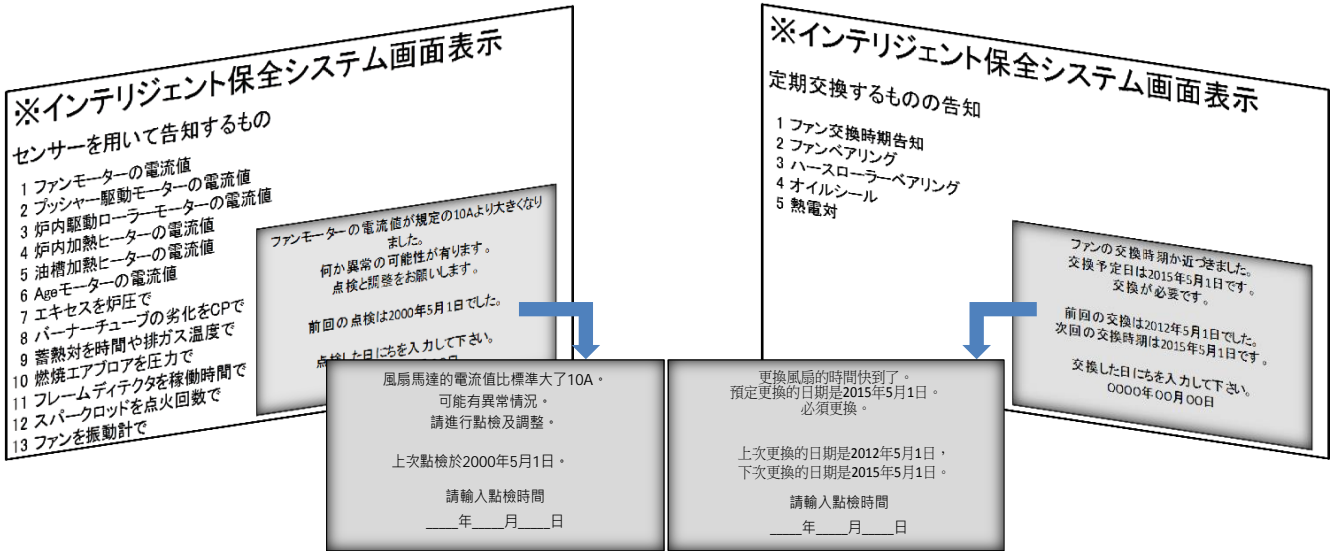 ※インテリジェント保全システム画面表示
センサーを用いて告知するもの
1 ファンモーターの電流値
2 プッシャー駆動モーターの電流値
3 炉内駆動ローラーモーターの電流値
4 炉内加熱ヒーターの電流値
5 油槽加熱ヒーターの電流値
6 Ageモーターの電流値
7 エキセスを炉圧で
8 バーナーチューブの劣化をCPで
9 蓄熱対を時間や排ガス温度で
10 燃焼エアブロアを圧力で
11 フレームディテクタを稼働時間で
12 スパークロッドを点火回数で
13 ファンを振動計で
ファンモーターの電流値が規定の10Aより大きくなり
ました。
何か異常の可能性が有ります。
点検と調整をお願いします。
前回の点検は2000年5月1日でした。
点検した日にちを入力して下さい。
風扇馬達的電流值比標準大了10A。
可能有異常情況。
請進行點檢及調整。
上次點檢於2000年5月1日。
請輸入點檢時間
_____年_____月_____日
※インテリジェント保全システム画面表示
定期交換するものの告知
1 ファン交換時期告知
2 ファンベアリング
3 ハースローラーベアリング
4 オイルシール
5 熱電対
ファンの交換時期が近づきました。
交換予定日は2015年5月1日です。
交換が必要です。
前回の交換は2012年5月1日でした。
次回の交換時期は2015年5月1日です。
交換した日にちを入力して下さい。
OOOO年OO月OO日
更換風扇的時間快到了。
預定更換的日期是2015年5月1日。
必須更換。
上次更換的日期是2012年5月1日，
下次更換的日期是2015年5月1日。
請輸入點檢時間
_____年_____月_____日